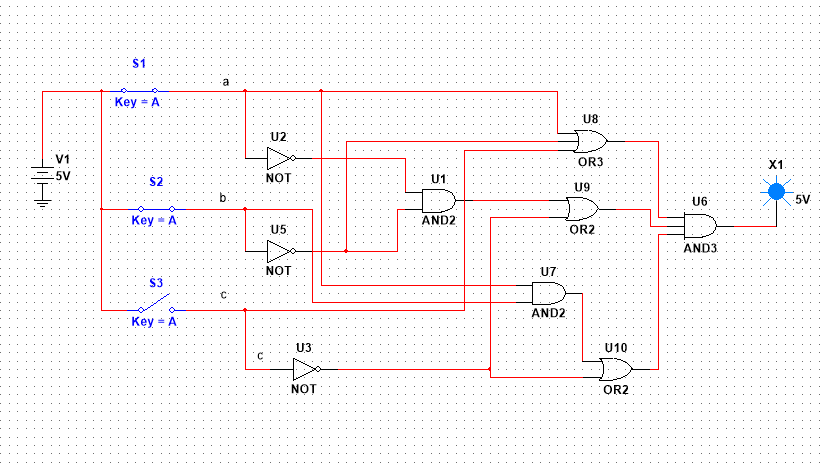 S1
a
Key = A
U8
OR3
U2
NOT
V1
5V
X1
5V
S2
b
Key = A
U1
AND2
U9
OR2
U6
AND3
U5
NOT
S3
c
Key = A
U7
AND2
c
U3
NOT
U10
OR2